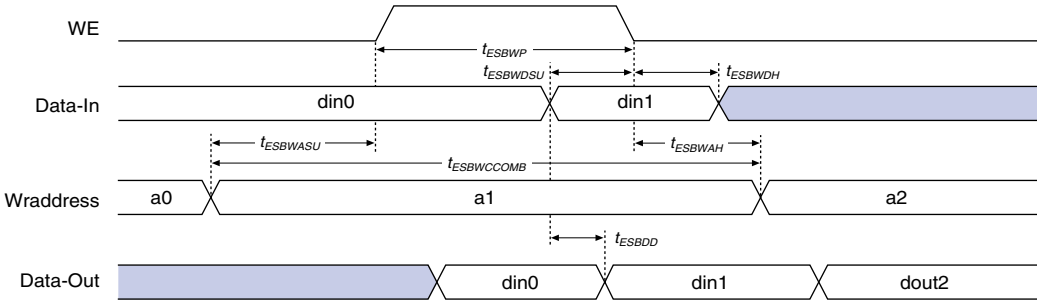 WE
tESBWP
tESBWDSU
tESBWDH
Data-In
din0
din1
tESBWASU
tESBWAH
tESBWCCOMB
Wraddress
a0
a1
a2
tESBDD
Data-Out
din0
din1
dout2